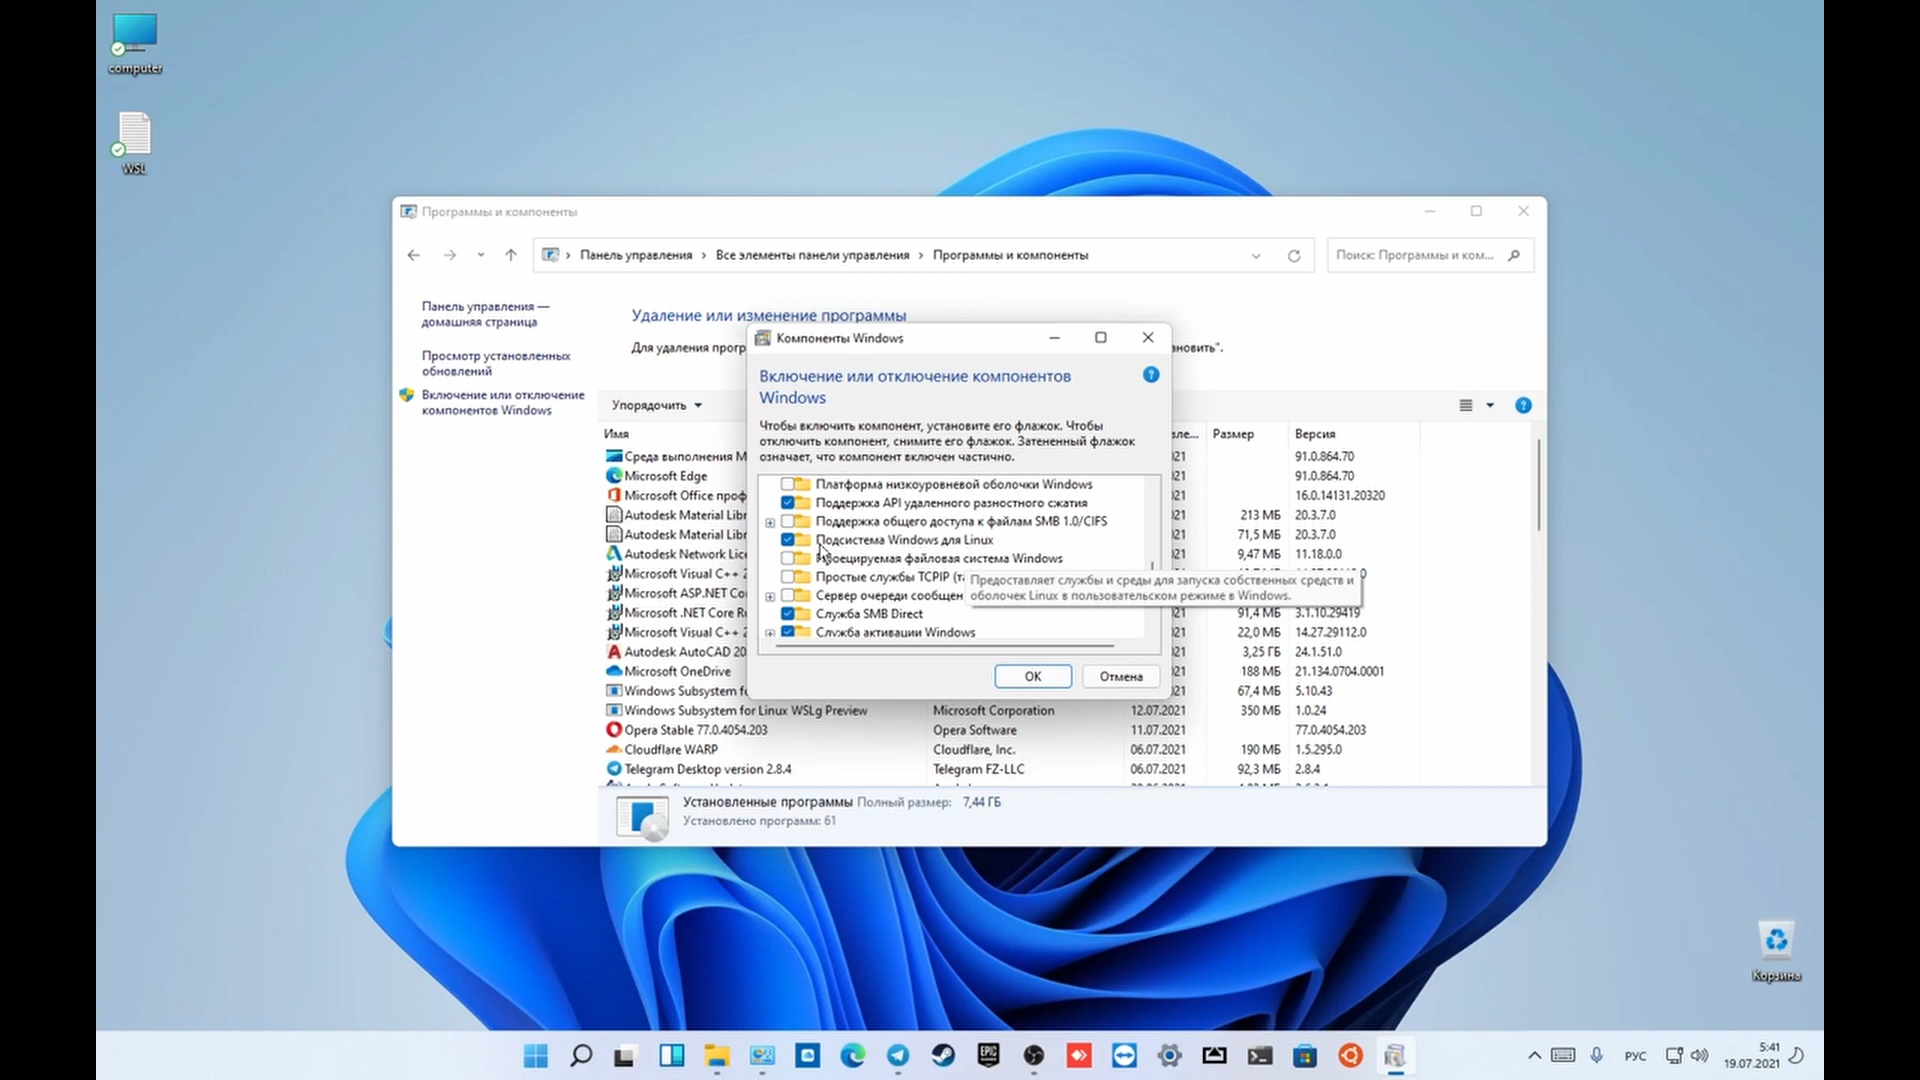 computer
WSL
Программы и компоненты
Панель управления › Все элементы панели управления › Программы и компоненты
Поиск: Программы и ком...
Панель управления —
домашняя страница
Просмотр установленных
обновлений
Включение или отключение
компонентов Windows
Удаление или изменение программы
Для удаления прогр
ановить".
Упорядочить
Имя
Размер
Версия
Среда выполнения M
21
91.0.864.70
Microsoft Edge
21
91.0.864.70
Microsoft Office проф
21
16.0.14131.20320
Autodesk Material Libr
21
213 МБ
20.3.7.0
Autodesk Material Libr
21
71,5 МБ
20.3.7.0
Autodesk Network Lice
21
9,47 МБ
11.18.0.0
Microsoft Visual C++ 2
Microsoft ASP.NET Co
Microsoft .NET Core Ru
21
91,4 МБ
3.1.10.29419
Microsoft Visual C++ 2
21
22,0 МБ
14.27.29112.0
Autodesk AutoCAD 20
21
3,25 ГБ
24.1.51.0
Microsoft OneDrive
21
188 МБ
21.134.0704.0001
Windows Subsystem fo
21
67,4 МБ
5.10.43
Windows Subsystem for Linux WSLg Preview
Microsoft Corporation
12.07.2021
350 МБ
1.0.24
Opera Stable 77.0.4054.203
Opera Software
11.07.2021
77.0.4054.203
Cloudflare WARP
Cloudflare, Inc.
06.07.2021
190 МБ
1.5.295.0
Telegram Desktop version 2.8.4
Telegram FZ-LLC
06.07.2021
92,3 МБ
2.8.4
Установленные программы Полный размер: 7,44 ГБ
Установлено программ: 61
Компоненты Windows
Включение или отключение компонентов
Windows
Чтобы включить компонент, установите его флажок. Чтобы
отключить компонент, снимите его флажок. Затененный флажок
означает, что компонент включен частично.
Платформа низкоуровневой оболочки Windows
Поддержка API удаленного разностного сжатия
Поддержка общего доступа к файлам SMB 1.0/CIFS
Подсистема Windows для Linux
Проецируемая файловая система Windows
Простые службы TCPIP (т
Сервер очереди сообщен
Служба SMB Direct
Служба активации Windows
Предоставляет службы и среды для запуска собственных средств и
оболочек Linux в пользовательском режиме в Windows.
OK
Отмена
Корзина
EPIC
РУС
5:41
19.07.2021